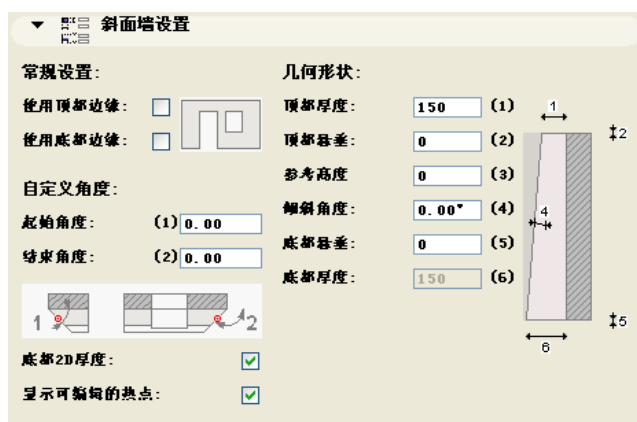 斜面墙设置
常规设置:
使用顶部边缘:
使用底部边缘:
自定义角度:
起始角度: (1) 0.00
结束角度: (2) 0.00
1 2
底部2D厚度:
显示可编辑的热点:
几何形状:
顶部厚度: 150 (1)
顶部悬垂: 0 (2)
参考高度 0 (3)
倾斜角度: 0.00° (4)
底部悬垂: 0 (5)
底部厚度: 150 (6)
1
2
4
5
6